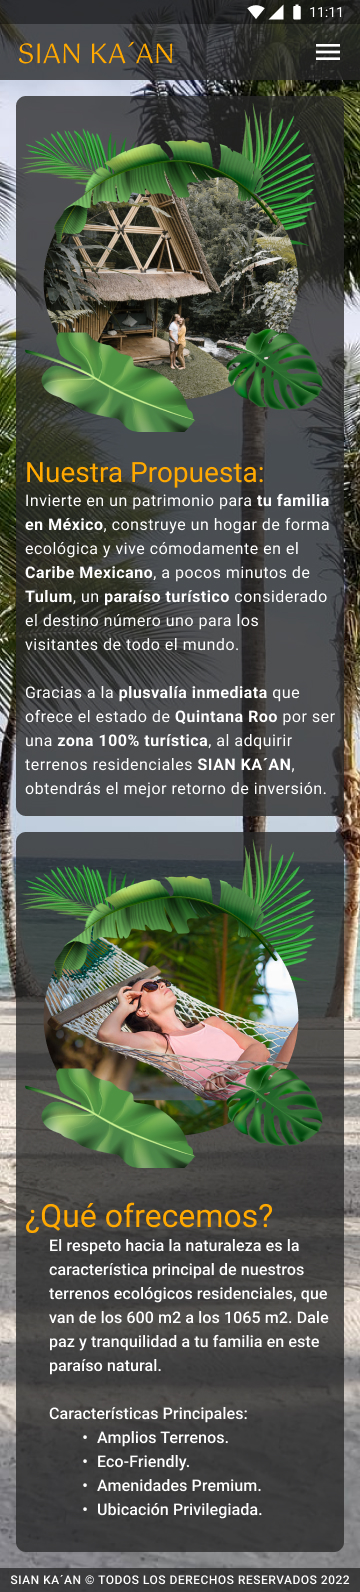 11:11
SIAN KA´AN
Nuestra Propuesta:
Invierte en un patrimonio para tu familia
en México, construye un hogar de forma
ecológica y vive cómodamente en el
Caribe Mexicano, a pocos minutos de
Tulum, un paraíso turístico considerado
el destino número uno para los
visitantes de todo el mundo.
Gracias a la plusvalía inmediata que
ofrece el estado de Quintana Roo por ser
una zona 100% turística, al adquirir
terrenos residenciales SIAN KA´AN,
obtendrás el mejor retorno de inversión.
¿Qué ofrecemos?
El respeto hacia la naturaleza es la
característica principal de nuestros
terrenos ecológicos residenciales, que
van de los 600 m2 a los 1065 m2. Dale
paz y tranquilidad a tu familia en este
paraíso natural.
Características Principales:
• Amplios Terrenos.
• Eco-Friendly.
• Amenidades Premium.
• Ubicación Privilegiada.
SIAN KA´AN © TODOS LOS DERECHOS RESERVADOS 2022